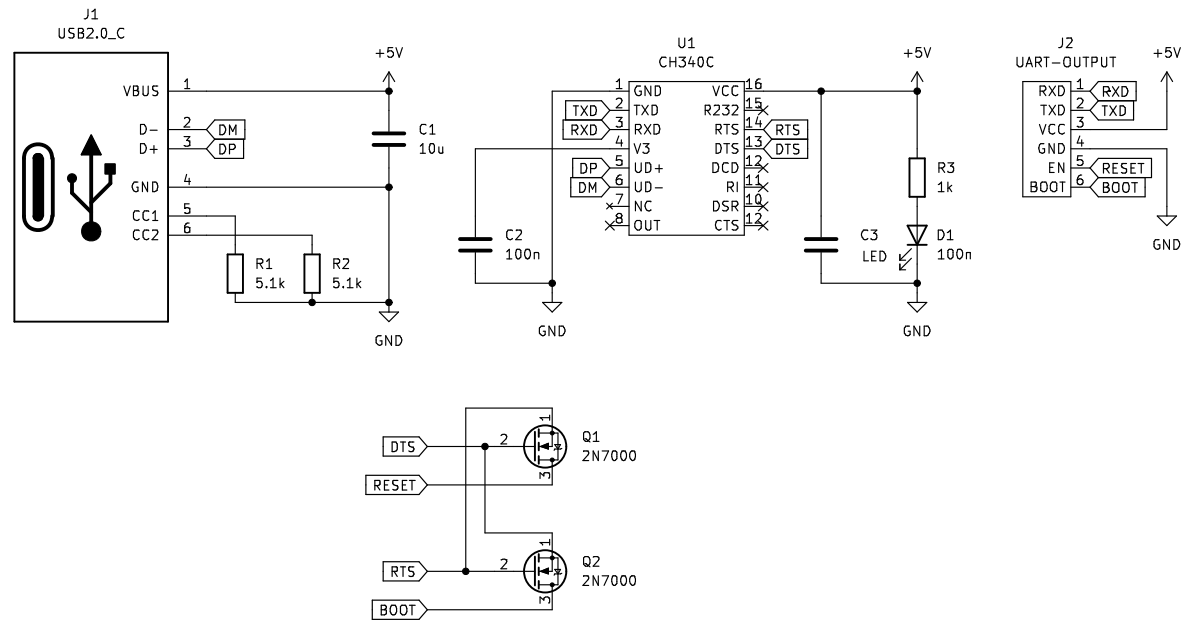 J1
USB2.0_C
VBUS 1
D- 2 DM
D+ 3 DP
GND 4
CC1 5
CC2 6
R1
5.1k
R2
5.1k
+5V
C1
10u
GND
U1
CH340C
1 GND
TXD 2 TXD
RXD 3 RXD
4 V3
DP 5 UD+
DM 6 UD-
7 NC
8 OUT
VCC 16
R232 15
RTS 14 RTS
DTS 13 DTS
DCD 12
RI 11
DSR 10
CTS 12
C2
100n
GND
+5V
R3
1k
C3
LED
D1
100n
GND
J2
UART-OUTPUT
+5V
RXD 1 RXD
TXD 2 TXD
VCC 3
GND 4
EN 5 RESET
BOOT 6 BOOT
GND
DTS 2
1
3
Q1
2N7000
RESET
RTS 2
1
3
Q2
2N7000
BOOT